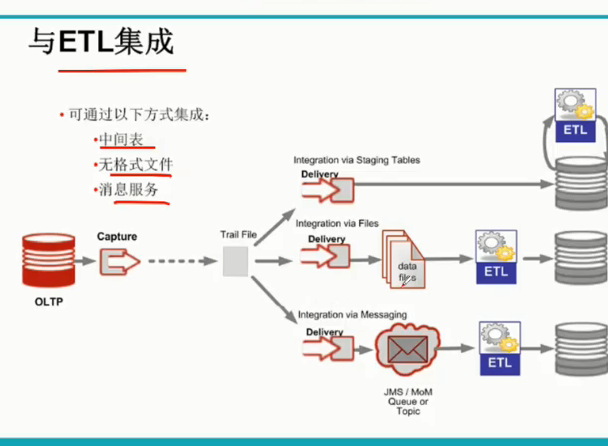 与ETL集成
• 可通过以下方式集成：
•中间表
•无格式文件
•消息服务
ETL
Integration via Staging Tables
Delivery
Trail File
Integration via Files
Delivery
Capture
data
files
ETL
OLTP
Integration via Messaging
Delivery
ETL
JMS / MoM
Queue or
Topic